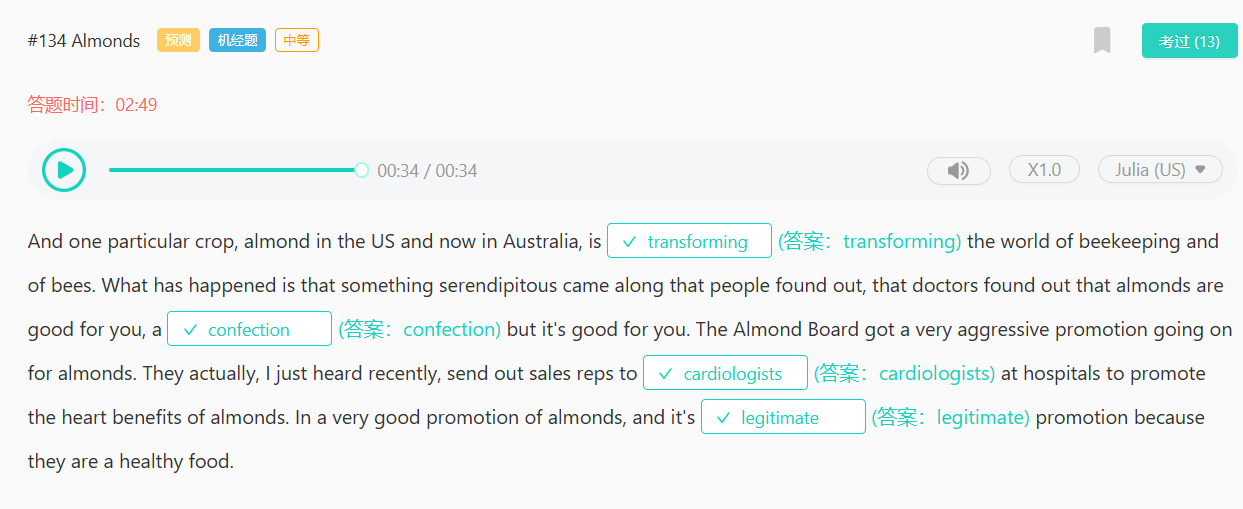 #134 Almonds 预测 机经题 中等 考过 (13)
答题时间：02:49
00:34 / 00:34 X1.0 Julia (US)
And one particular crop, almond in the US and now in Australia, is transforming (答案：transforming) the world of beekeeping and
of bees. What has happened is that something serendipitous came along that people found out, that doctors found out that almonds are
good for you, a confection (答案：confection) but it's good for you. The Almond Board got a very aggressive promotion going on
for almonds. They actually, I just heard recently, send out sales reps to cardiologists (答案：cardiologists) at hospitals to promote
the heart benefits of almonds. In a very good promotion of almonds, and it's legitimate (答案：legitimate) promotion because
they are a healthy food.